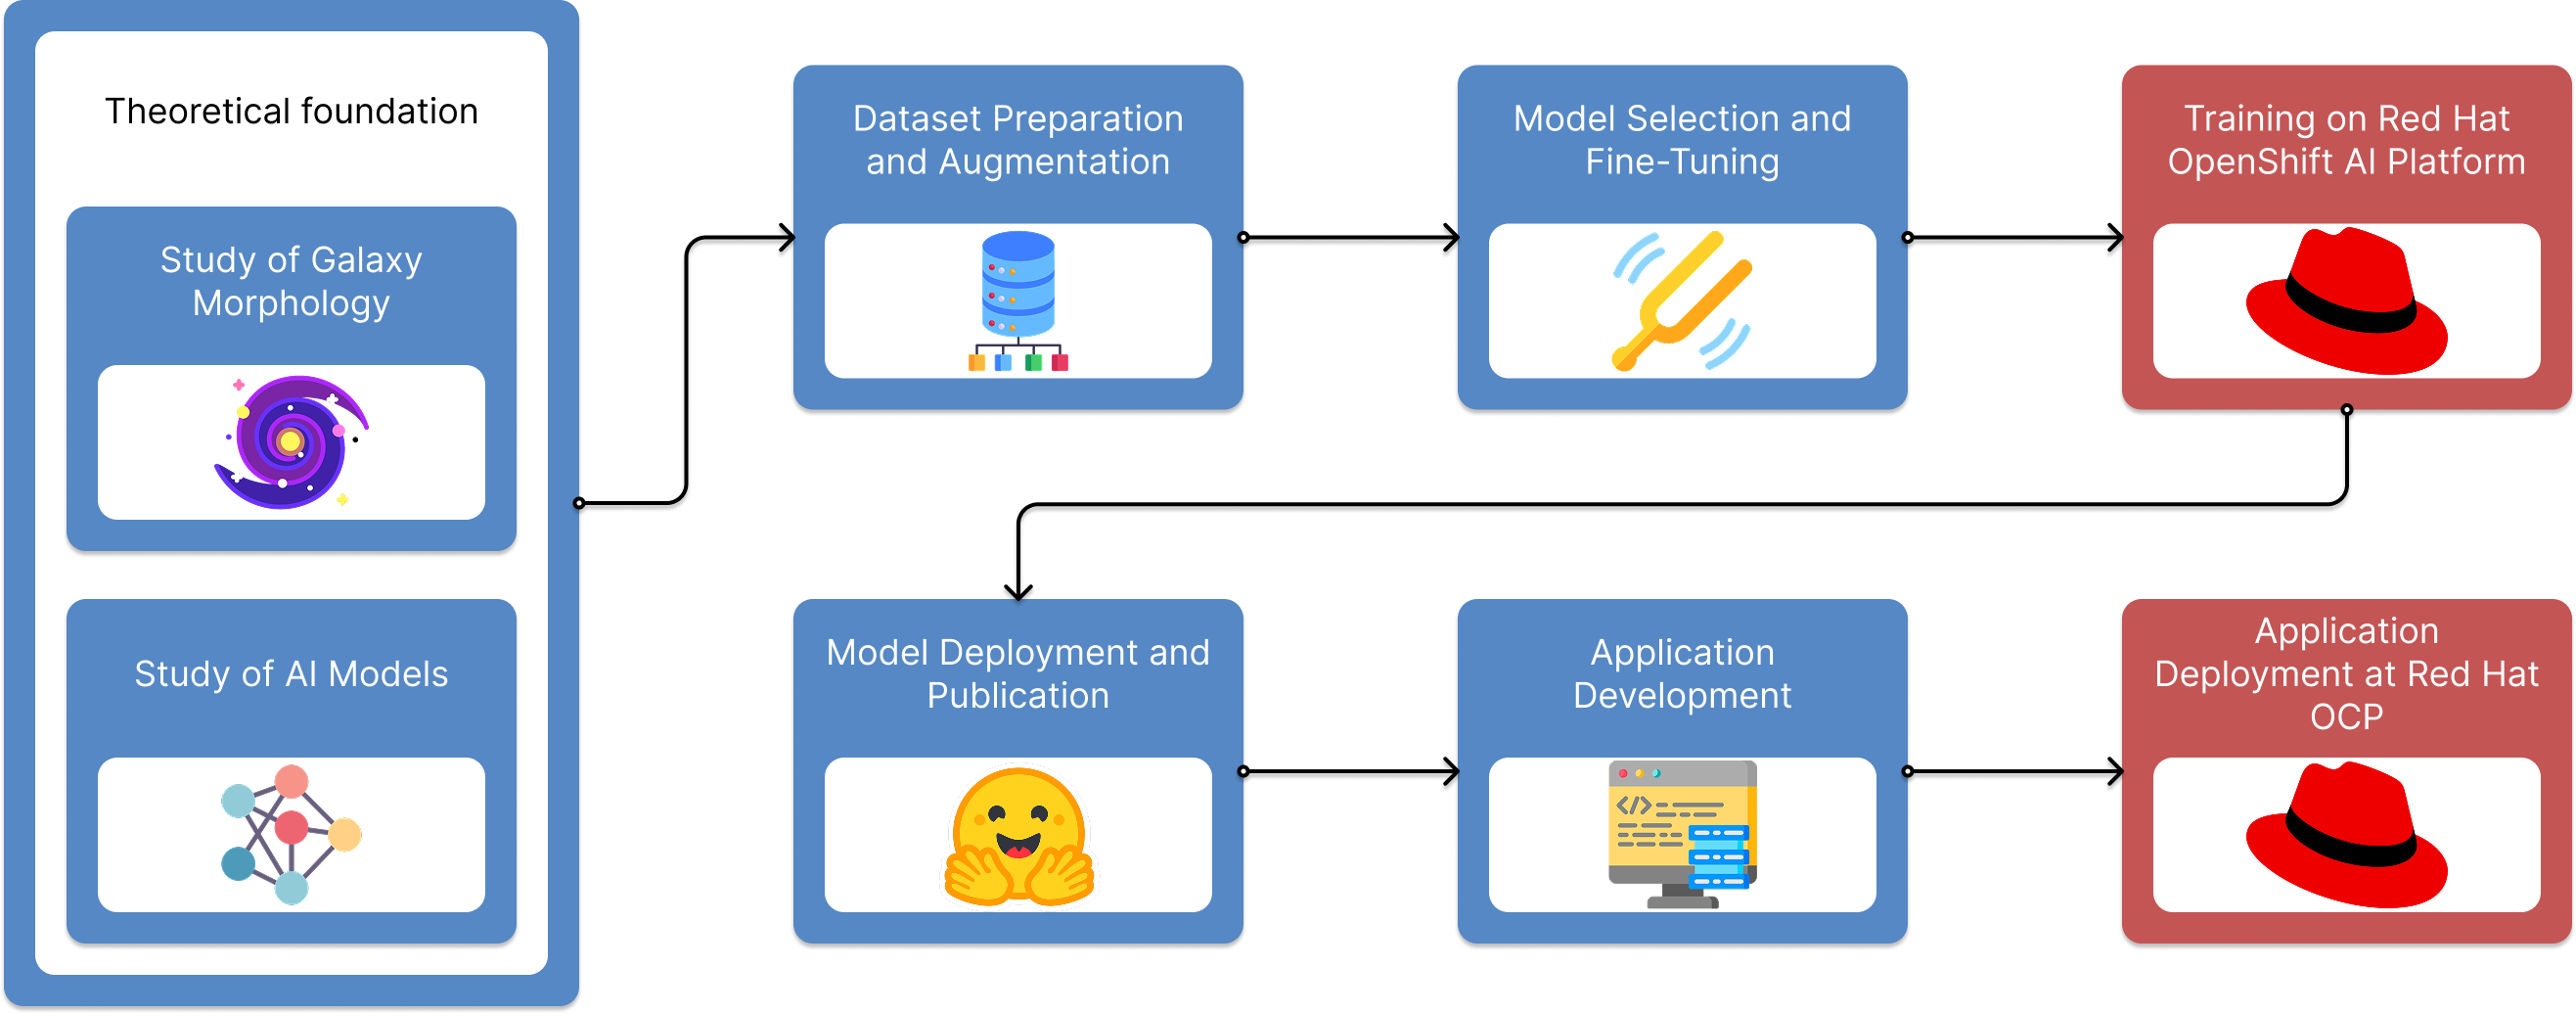 Theoretical foundation
Study of Galaxy
Morphology
Study of AI Models
Dataset Preparation
and Augmentation
Model Selection and
Fine-Tuning
Training on Red Hat
OpenShift AI Platform
Model Deployment and
Publication
Application
Development
Application
Deployment at Red Hat
OCP